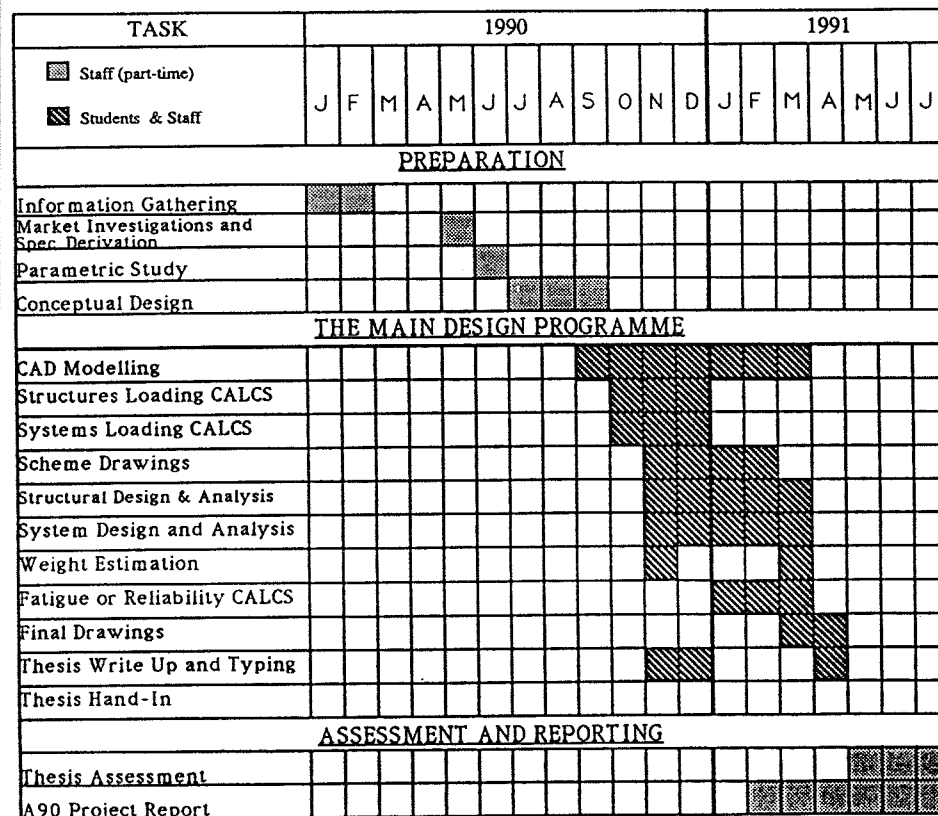 TASK 1990 1991
Staff (part-time)
Students & Staff
J F M A M J J A S O N D J F M A M J J
PREPARATION
Information Gathering
Market Investigations and
Spec Derivation
Parametric Study
Conceptual Design
THE MAIN DESIGN PROGRAMME
CAD Modelling
Structures Loading CALCS
Systems Loading CALCS
Scheme Drawings
Structural Design & Analysis
System Design and Analysis
Weight Estimation
Fatigue or Reliability CALCS
Final Drawings
Thesis Write Up and Typing
Thesis Hand-In
ASSESSMENT AND REPORTING
Thesis Assessment
A90 Project Report